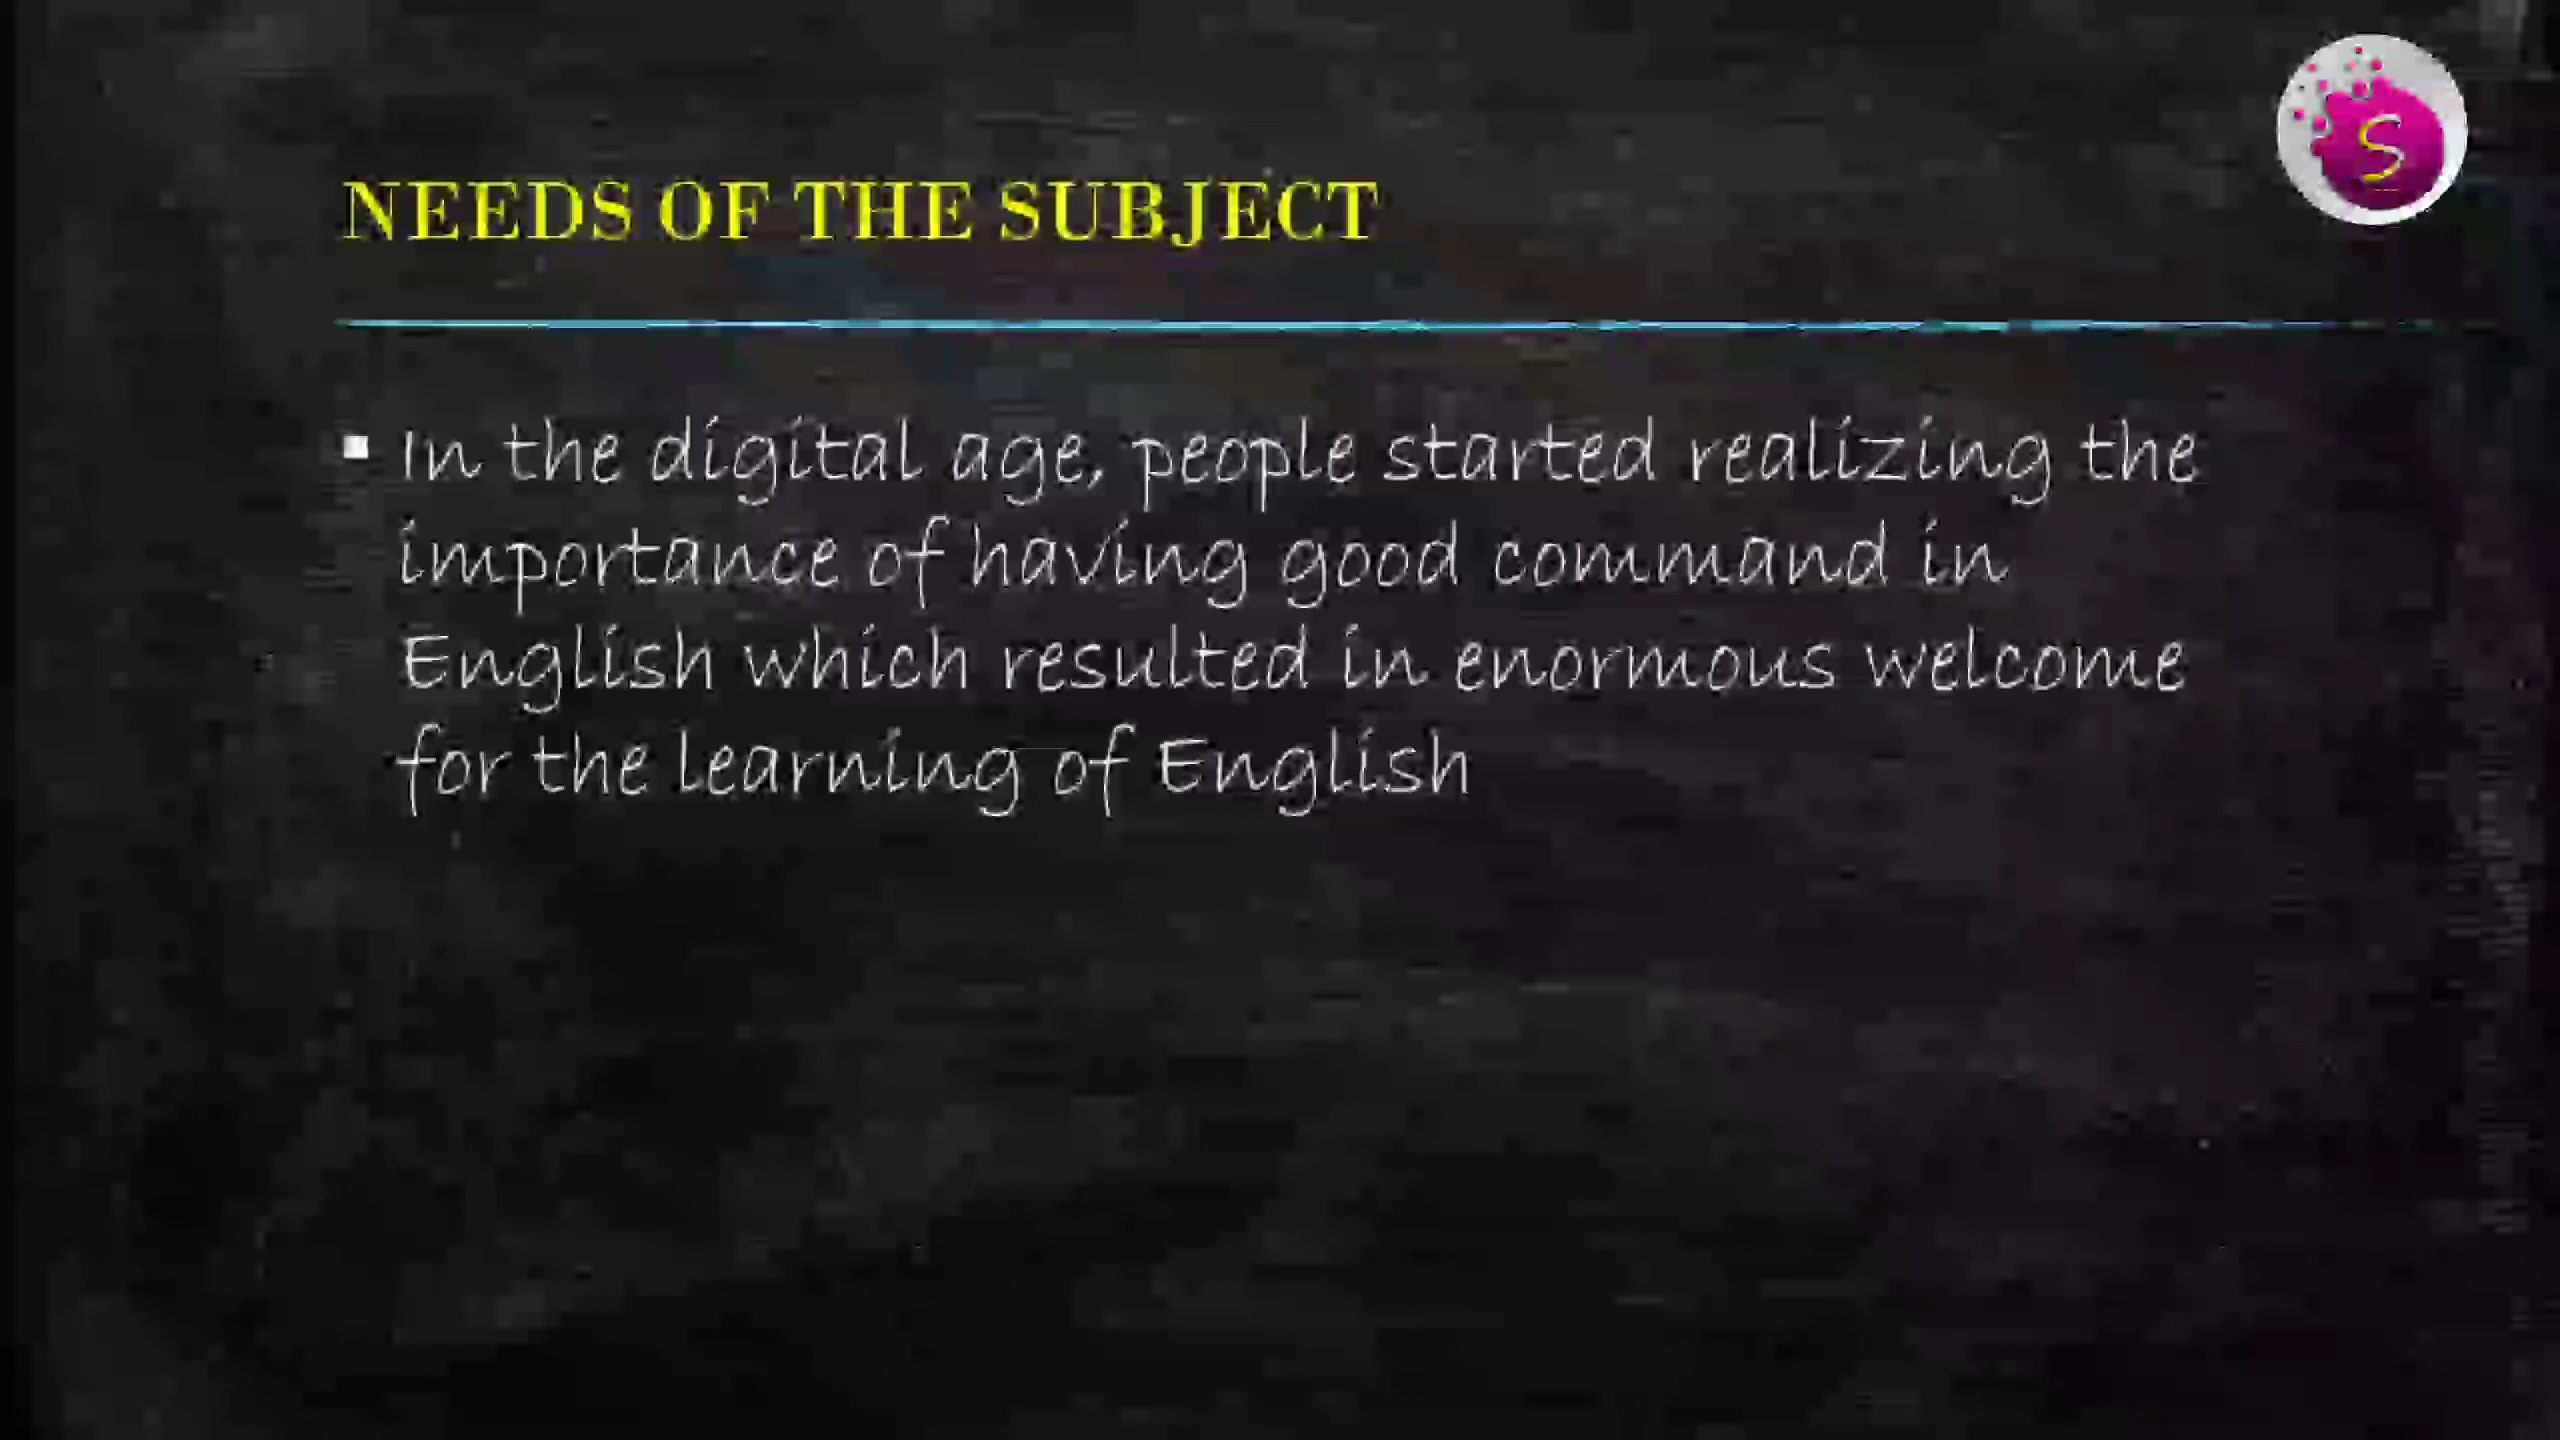 S
NEEDS OF THE SUBJECT
▪ In the digital age, people started realizing the
importance of having good command in
English which resulted in enormous welcome
for the learning of English